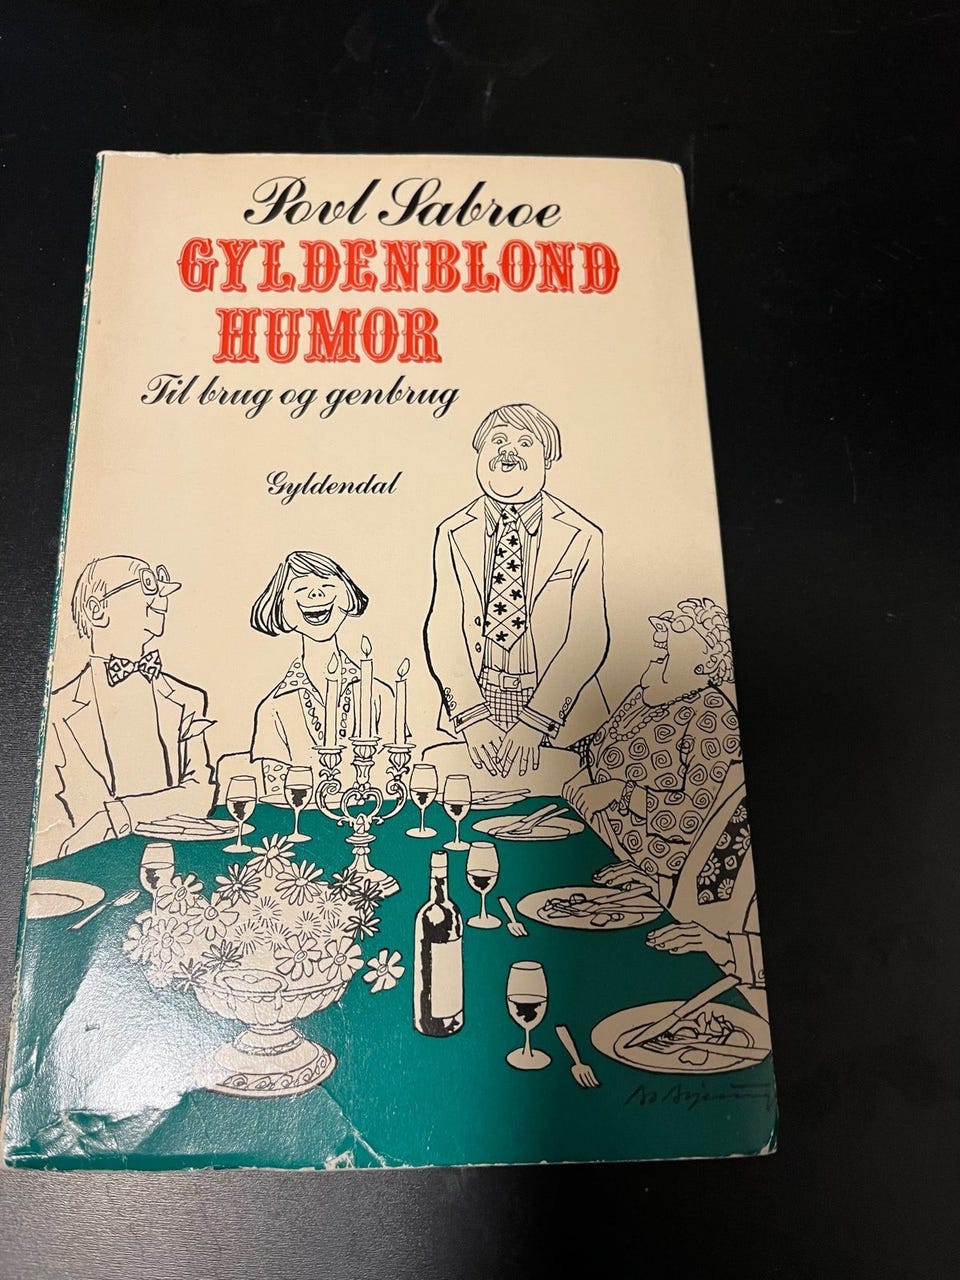 Povl Sabroe
GYLDENBLOND
HUMOR
Til brug og genbrug
Gyldendal